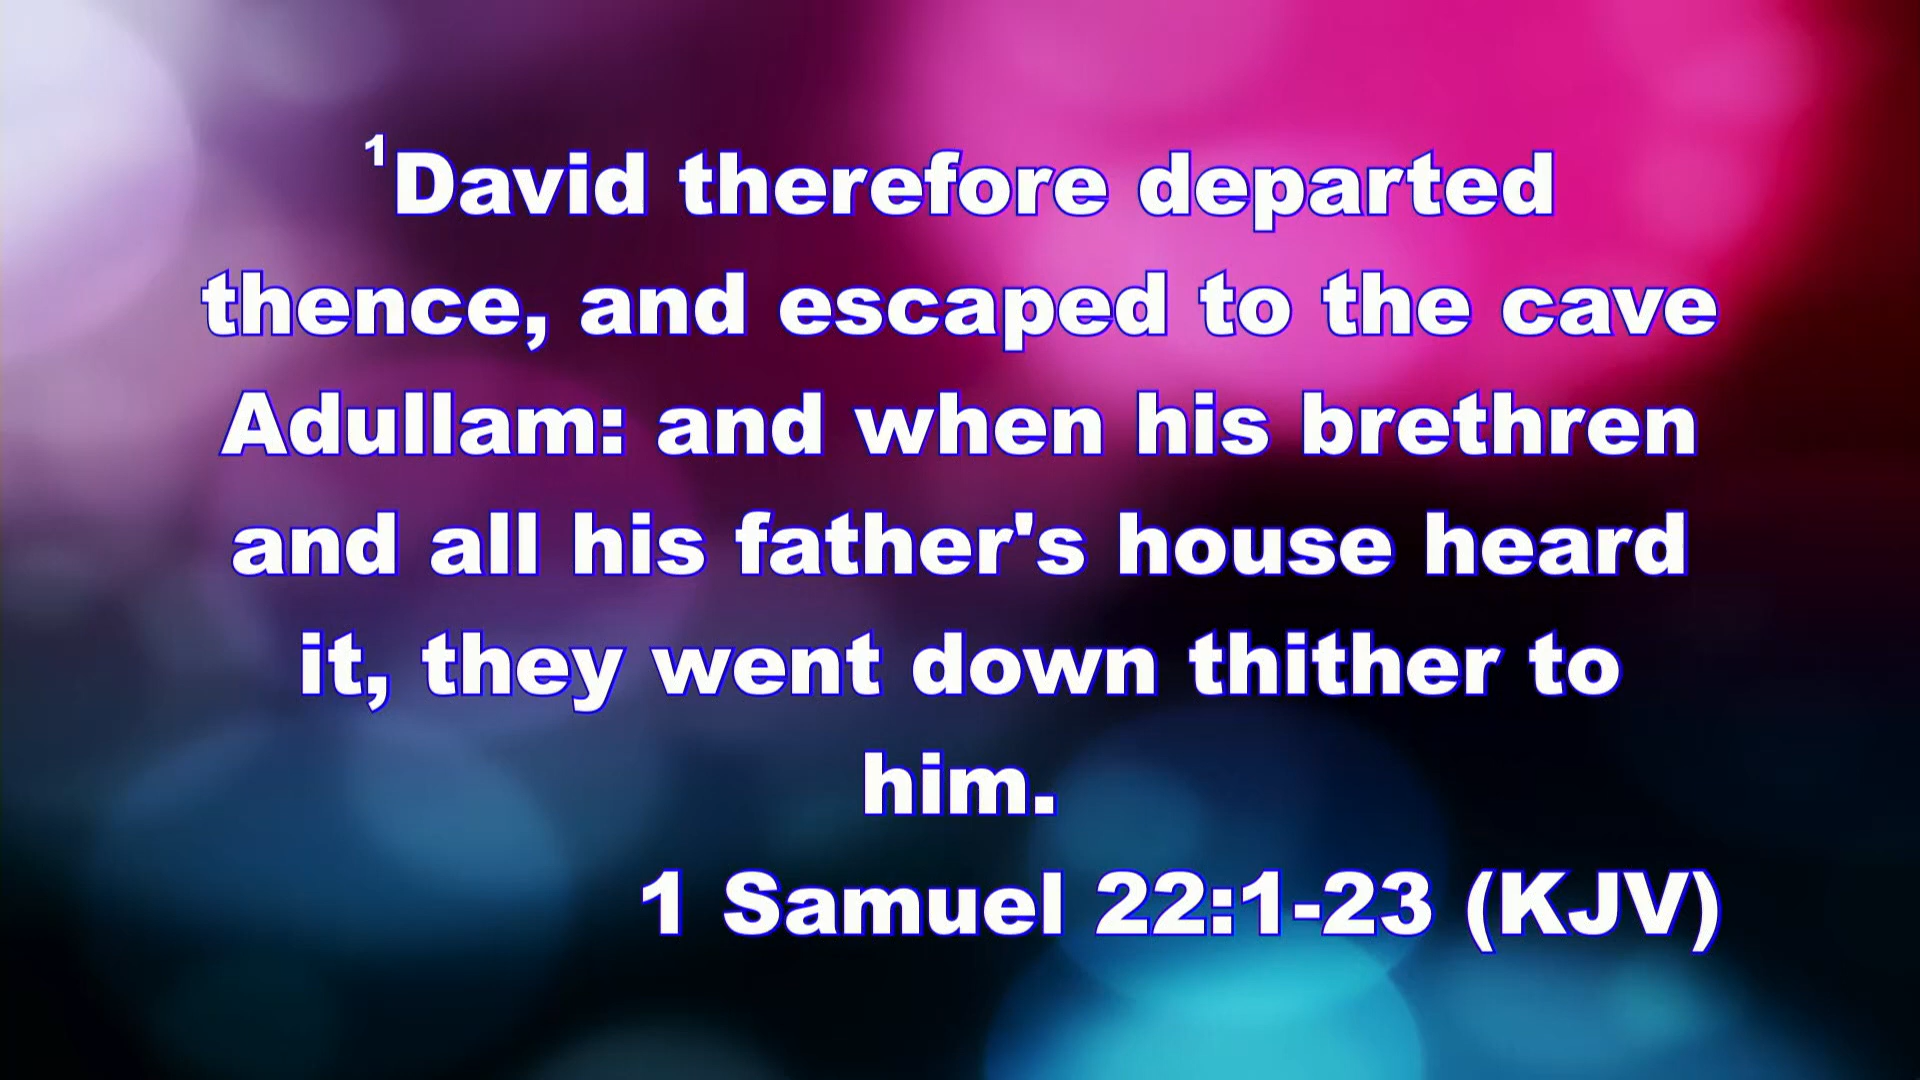 ¹David therefore departed
thence, and escaped to the cave
Adullam: and when his brethren
and all his father's house heard
it, they went down thither to
him.
1 Samuel 22:1-23 (KJV)